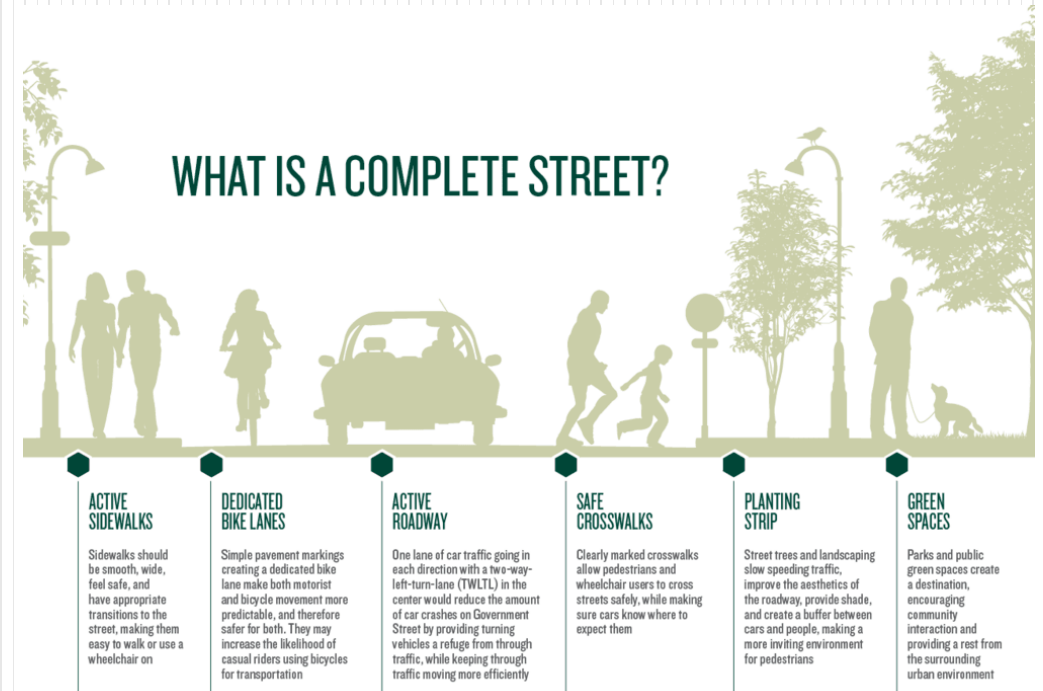 WHAT IS A COMPLETE STREET?
ACTIVE
SIDEWALKS
Sidewalks should
be smooth, wide,
feel safe, and
have appropriate
transitions to the
street, making them
easy to walk or use a
wheelchair on
DEDICATED
BIKE LANES
Simple pavement markings
creating a dedicated bike
lane make both motorist
and bicycle movement more
predictable, and therefore
safer for both. They may
increase the likelihood of
casual riders using bicycles
for transportation
ACTIVE
ROADWAY
One lane of car traffic going in
each direction with a two-way-
left-turn-lane (TWLTL) in the
center would reduce the amount
of car crashes on Government
Street by providing turning
vehicles a refuge from through
traffic, while keeping through
traffic moving more efficiently
SAFE
CROSSWALKS
Clearly marked crosswalks
allow pedestrians and
wheelchair users to cross
streets safely, while making
sure cars know where to
expect them
PLANTING
STRIP
Street trees and landscaping
slow speeding traffic,
improve the aesthetics of
the roadway, provide shade,
and create a buffer between
cars and people, making a
more inviting environment
for pedestrians
GREEN
SPACES
Parks and public
green spaces create
a destination,
encouraging
community
interaction and
providing a rest from
the surrounding
urban environment